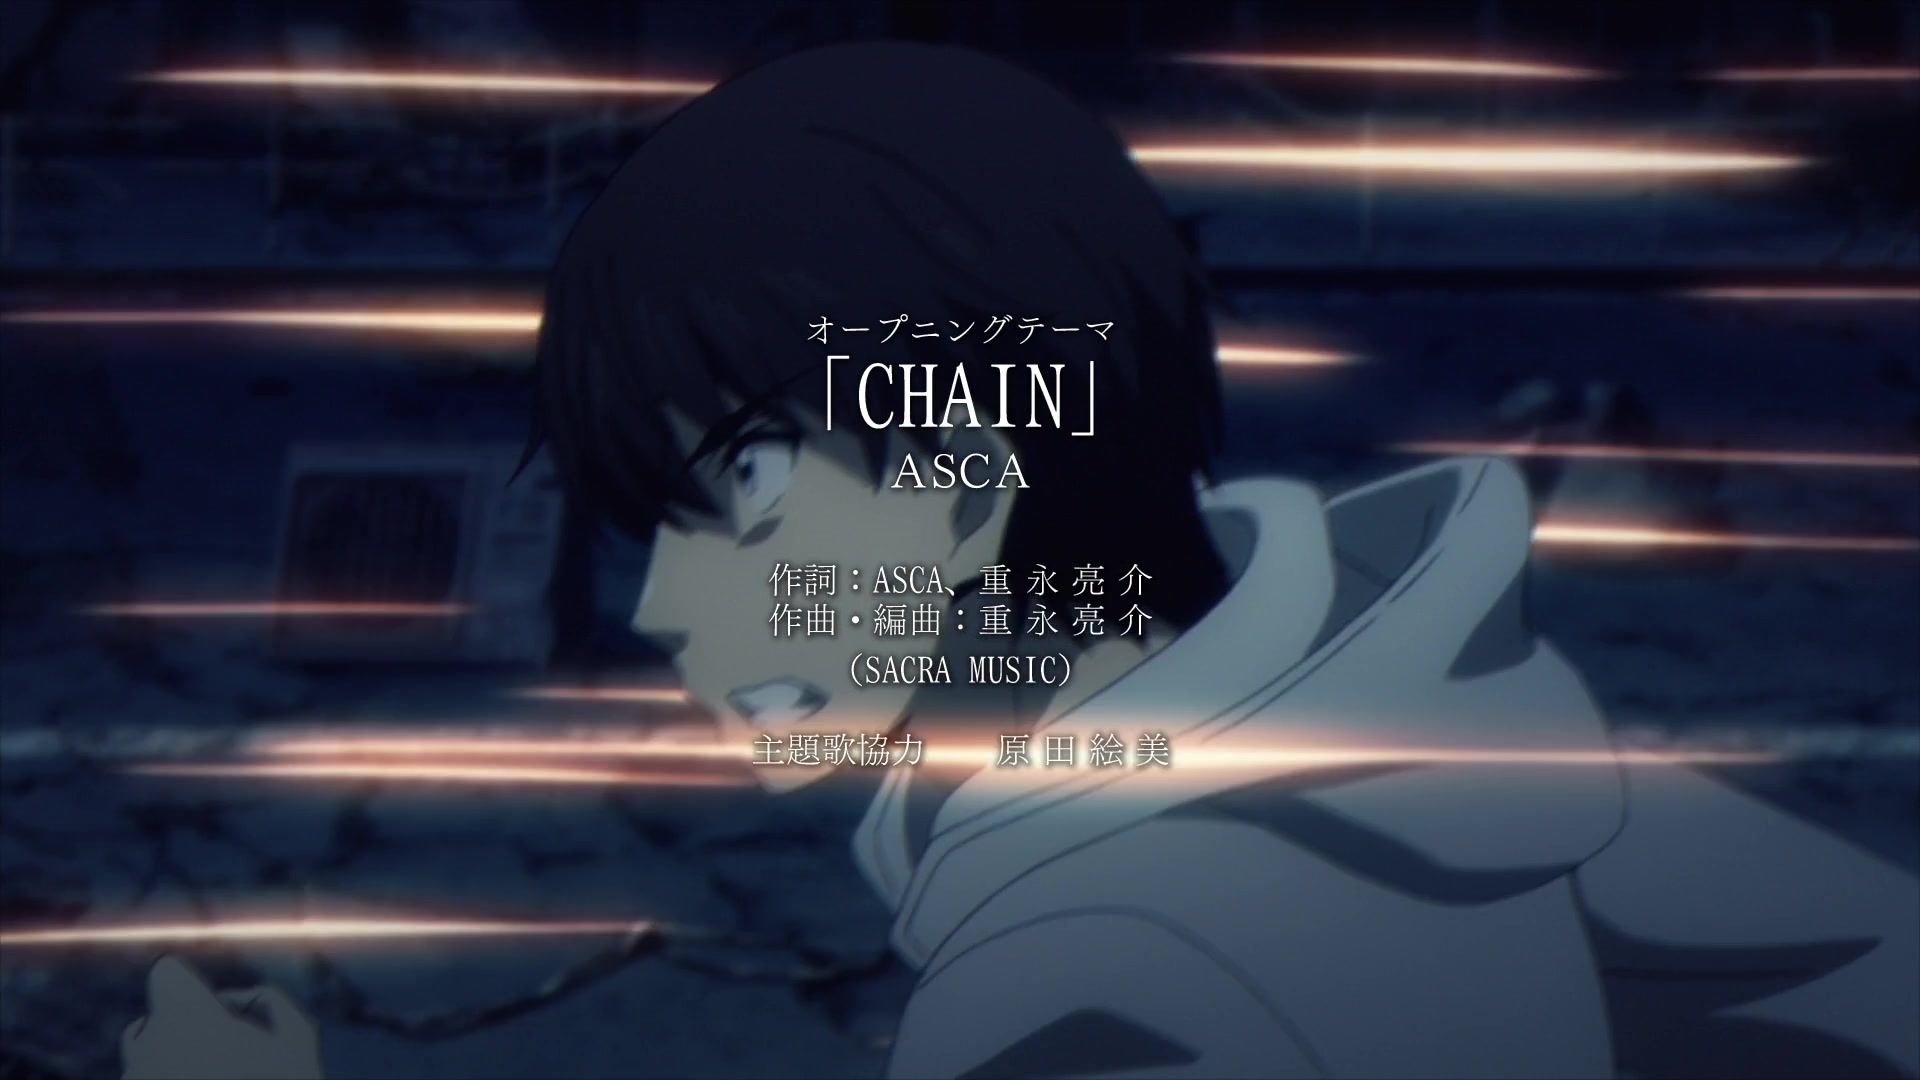 オープニングテーマ
「CHAIN」
ASCA
作詞：ASCA、重永亮介
作曲・編曲：重永亮介
(SACRA MUSIC)
主題歌協力　原田絵美